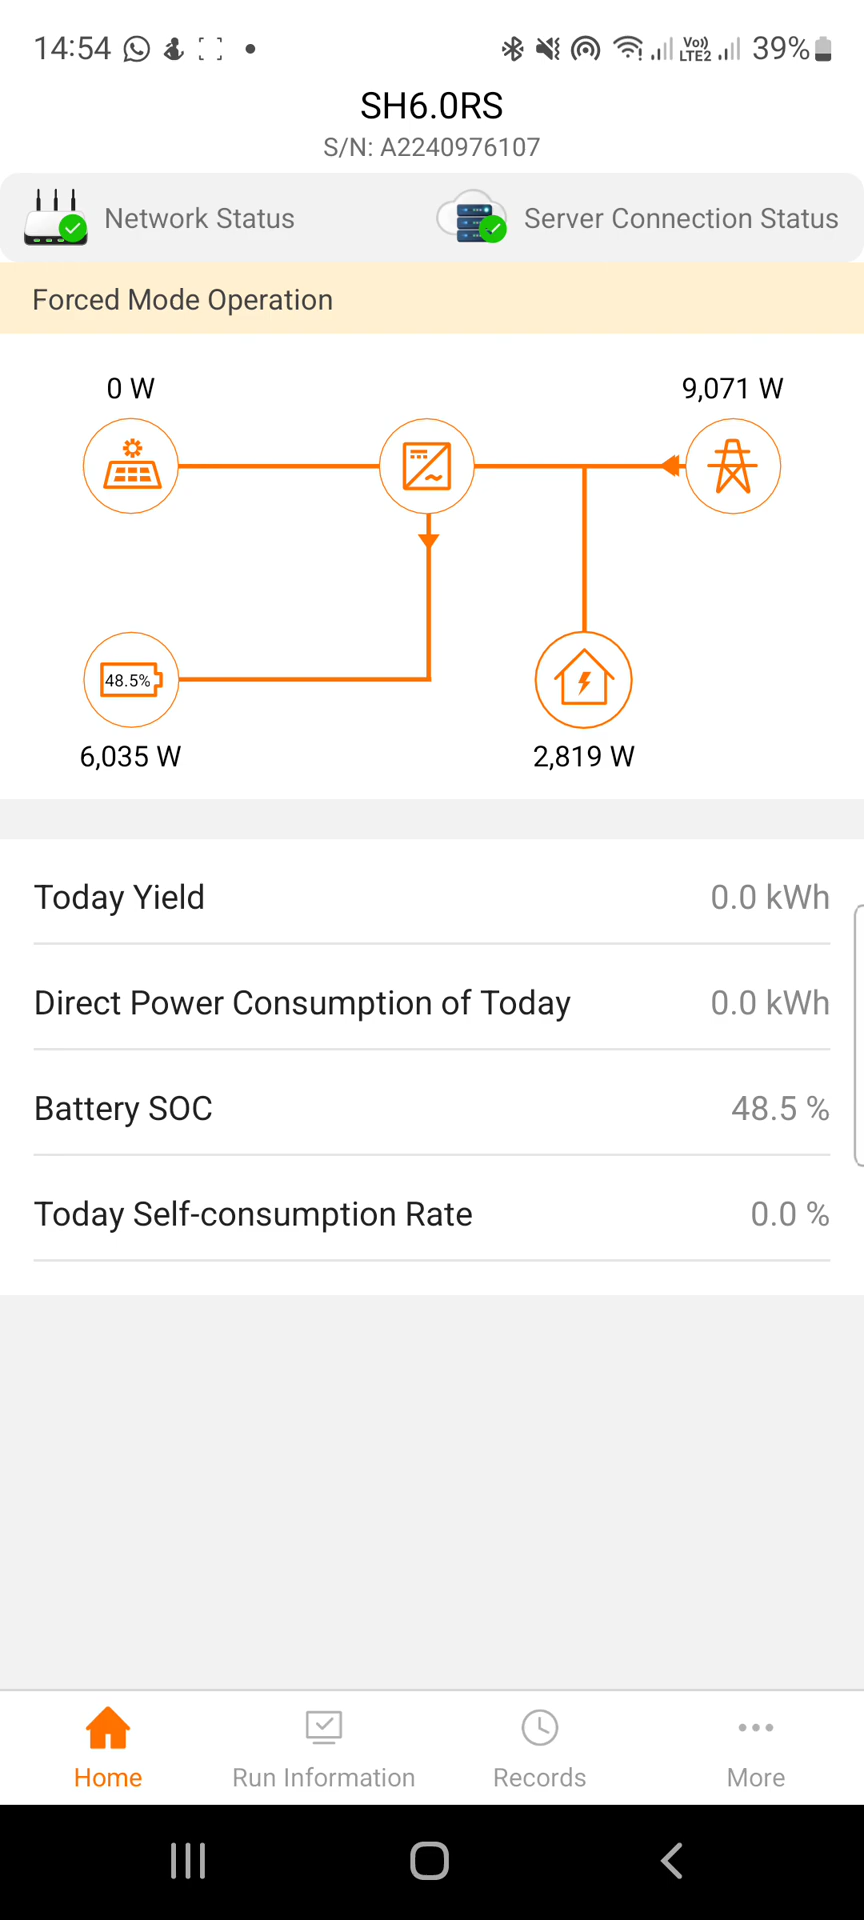 14:54
Vo)) LTE2 39%
SH6.0RS
S/N: A2240976107
Network Status Server Connection Status
Forced Mode Operation
0 W 9,071 W
48.5%
6,035 W 2,819 W
Today Yield 0.0 kWh
Direct Power Consumption of Today 0.0 kWh
Battery SOC 48.5 %
Today Self-consumption Rate 0.0 %
Home Run Information Records More